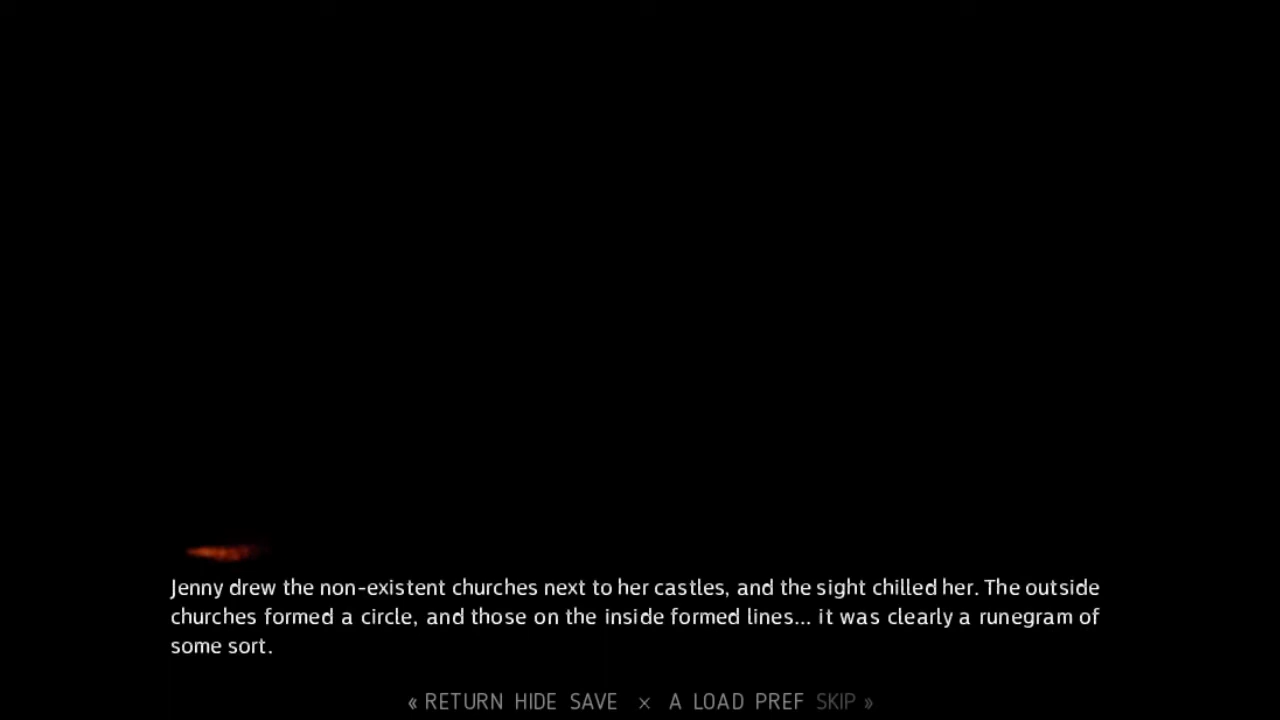 Jenny drew the non-existent churches next to her castles, and the sight chilled her. The outside
churches formed a circle, and those on the inside formed lines... it was clearly a runegram of
some sort.
« RETURN HIDE SAVE × A LOAD PREF SKIP »